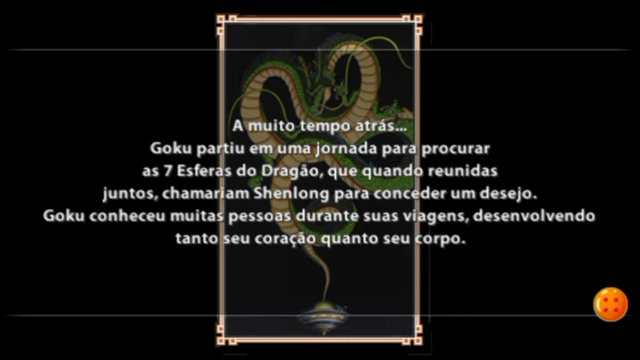 A muito tempo atrás...
Goku partiu em uma jornada para procurar
as 7 Esferas do Dragão, que quando reunidas
juntos, chamariam Shenlong para conceder um desejo.
Goku conheceu muitas pessoas durante suas viagens, desenvolvendo
tanto seu coração quanto seu corpo.